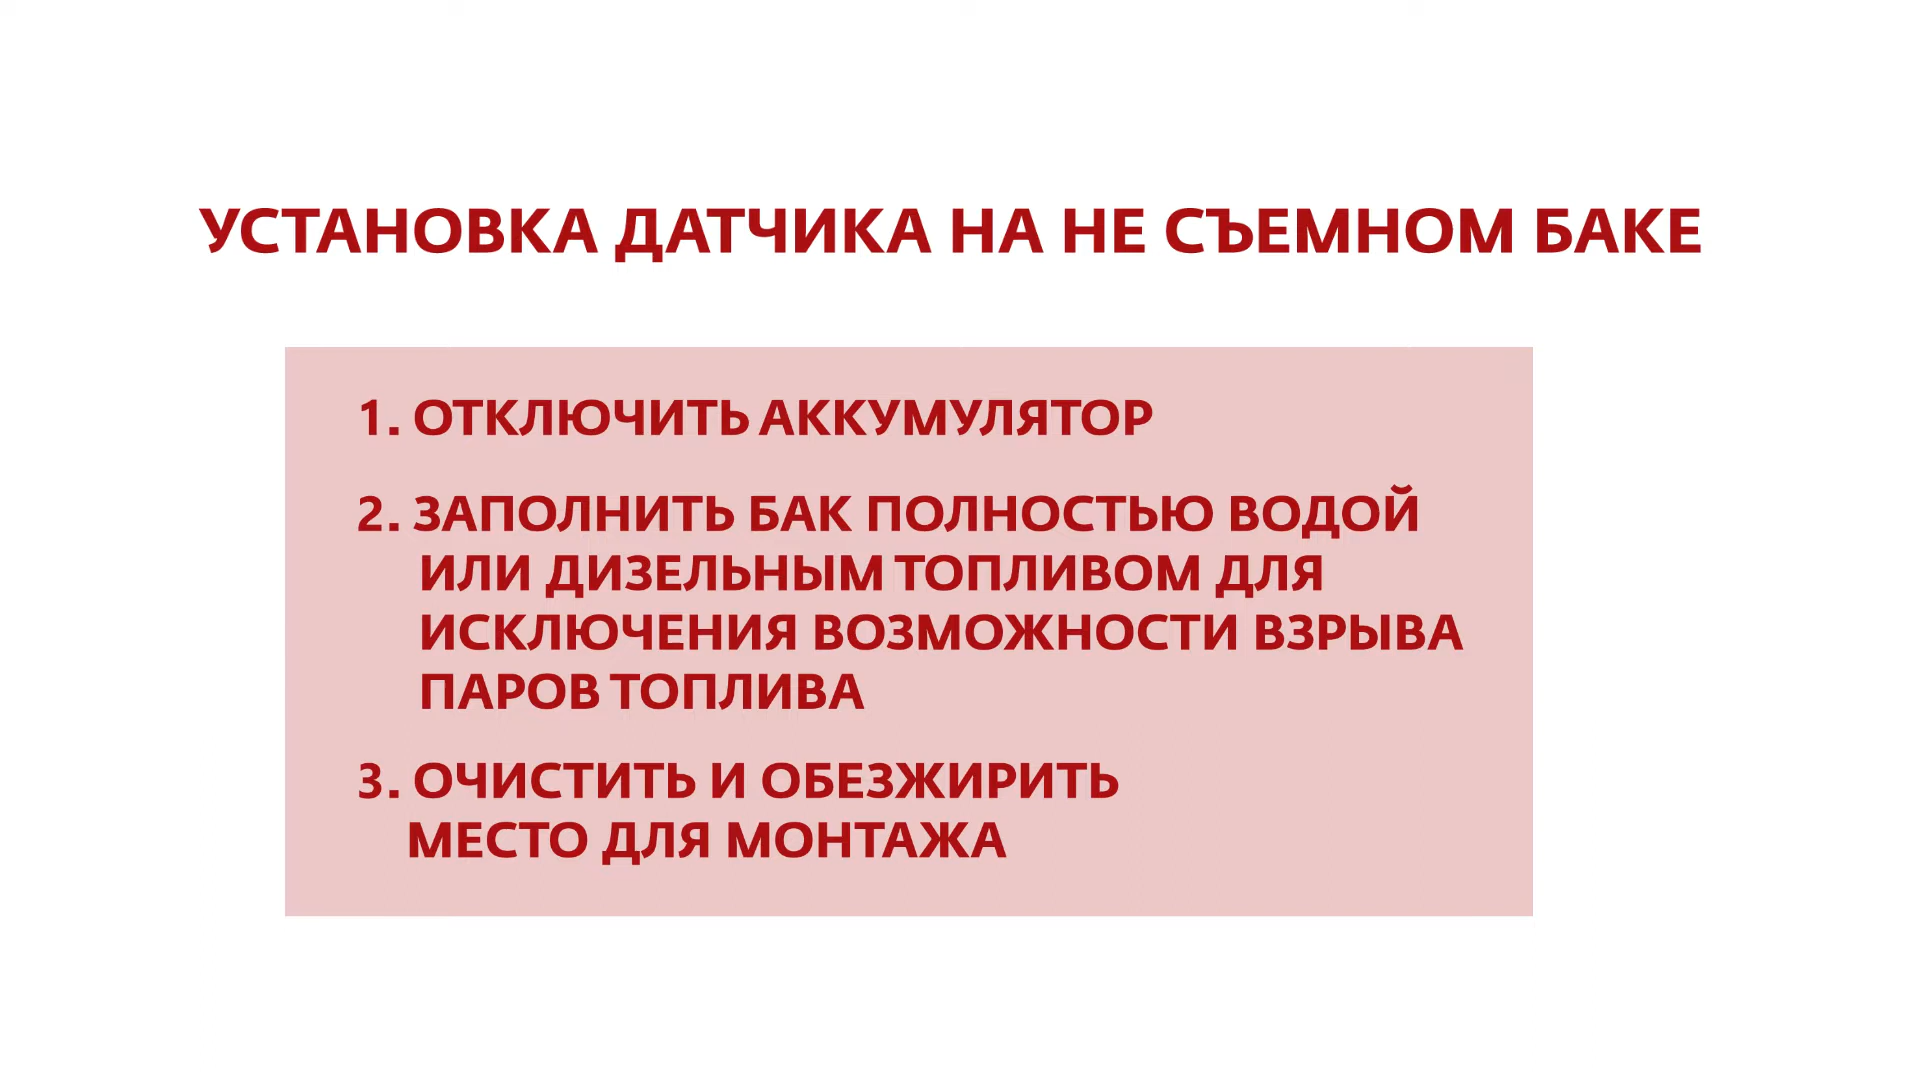 УСТАНОВКА ДАТЧИКА НА НЕ СЪЕМНОМ БАКЕ
1. ОТКЛЮЧИТЬ АККУМУЛЯТОР
2. ЗАПОЛНИТЬ БАК ПОЛНОСТЬЮ ВОДОЙ
ИЛИ ДИЗЕЛЬНЫМ ТОПЛИВОМ ДЛЯ
ИСКЛЮЧЕНИЯ ВОЗМОЖНОСТИ ВЗРЫВА
ПАРОВ ТОПЛИВА
3. ОЧИСТИТЬ И ОБЕЗЖИРИТЬ
МЕСТО ДЛЯ МОНТАЖА